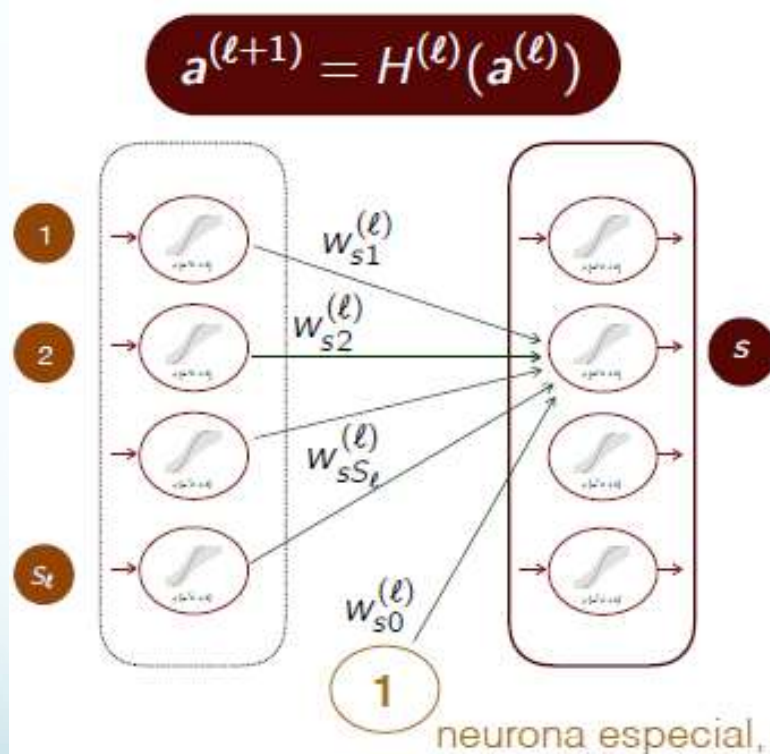 a^(ℓ+1) = H^(ℓ)(a^(ℓ))
1
w_{s1}^{(ℓ)}
2
w_{s2}^{(ℓ)}
s
w_{sS_ℓ}^{(ℓ)}
S_ℓ
w_{s0}^{(ℓ)}
1
neurona especial,